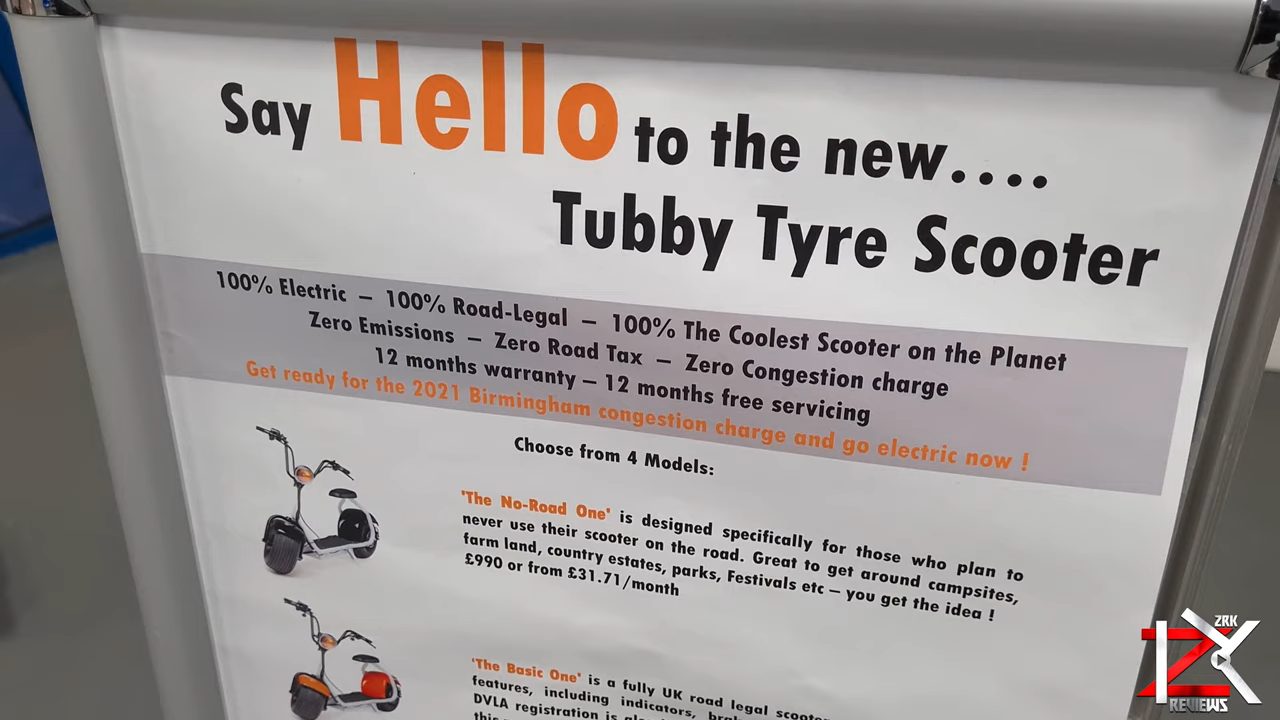 Say Hello to the new....
Tubby Tyre Scooter
100% Electric – 100% Road-Legal – 100% The Coolest Scooter on the Planet
Zero Emissions – Zero Road Tax – Zero Congestion charge
12 months warranty – 12 months free servicing
Get ready for the 2021 Birmingham congestion charge and go electric now !
Choose from 4 Models:
'The No-Road One' is designed specifically for those who plan to
never use their scooter on the road. Great to get around campsites,
farm land, country estates, parks, Festivals etc – you get the idea !
£990 or from £31.71/month
'The Basic One' is a fully UK road legal scooter
features, including indicators,
DVLA registration is
ZRK
REVIEWS